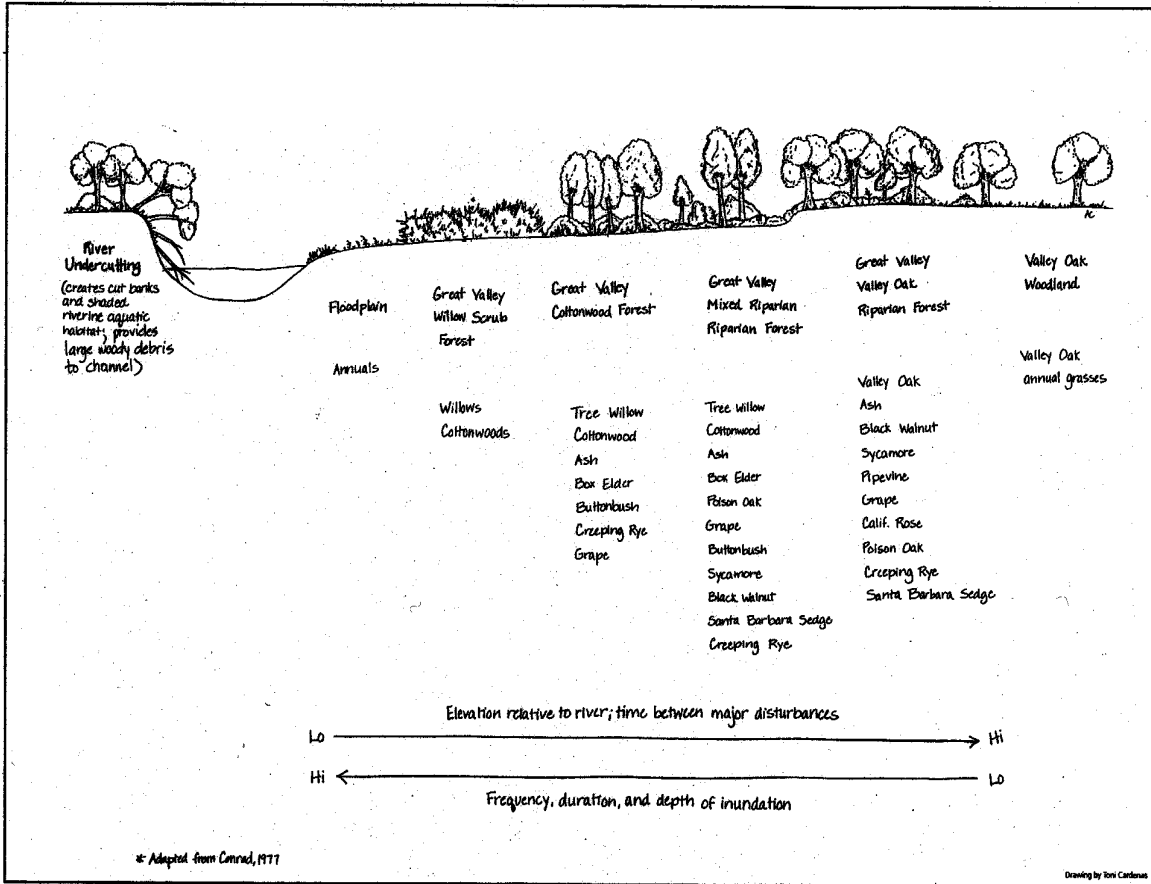 River
Undercutting
(creates cut banks
and shaded
riverine aquatic
habitat; provides
large woody debris
to channel)
Floodplain
Annuals
Great Valley
Willow Scrub
Forest
Willows
Cottonwoods
Great Valley
Cottonwood Forest
Tree Willow
Cottonwood
Ash
Box Elder
Buttonbush
Creeping Rye
Grape
Great Valley
Mixed Riparian
Riparian Forest
Tree Willow
Cottonwood
Ash
Box Elder
Poison Oak
Grape
Buttonbush
Sycamore
Black Walnut
Santa Barbara Sedge
Creeping Rye
Great Valley
Valley Oak
Riparian Forest
Valley Oak
Ash
Black Walnut
Sycamore
Pipevine
Grape
Calif. Rose
Poison Oak
Creeping Rye
Santa Barbara Sedge
Valley Oak
Woodland
Valley Oak
annual grasses
Elevation relative to river; time between major disturbances
Lo Hi
Hi Lo
Frequency, duration, and depth of inundation
* Adapted from Conrad, 1977
Drawing by Toni Cardenas